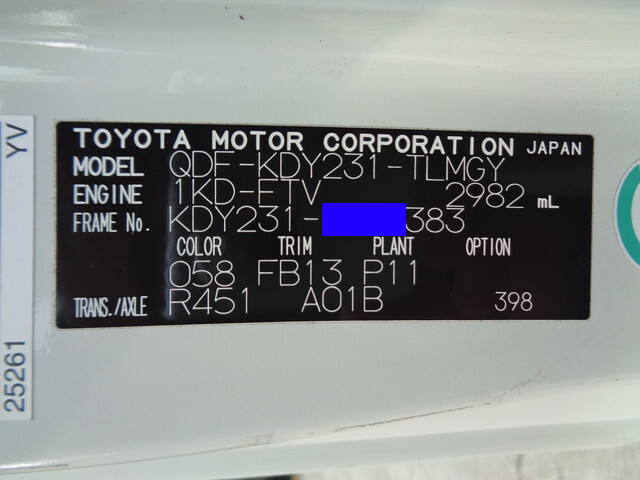 TOYOTA MOTOR CORPORATION JAPAN
MODEL QDF-KDY231-TLMGY
ENGINE 1KD-FTV 2982 mL
FRAME No. KDY231- 383
COLOR TRIM PLANT OPTION
058 FB13 P11
TRANS./AXLE R451 A01B 398
25261 YV